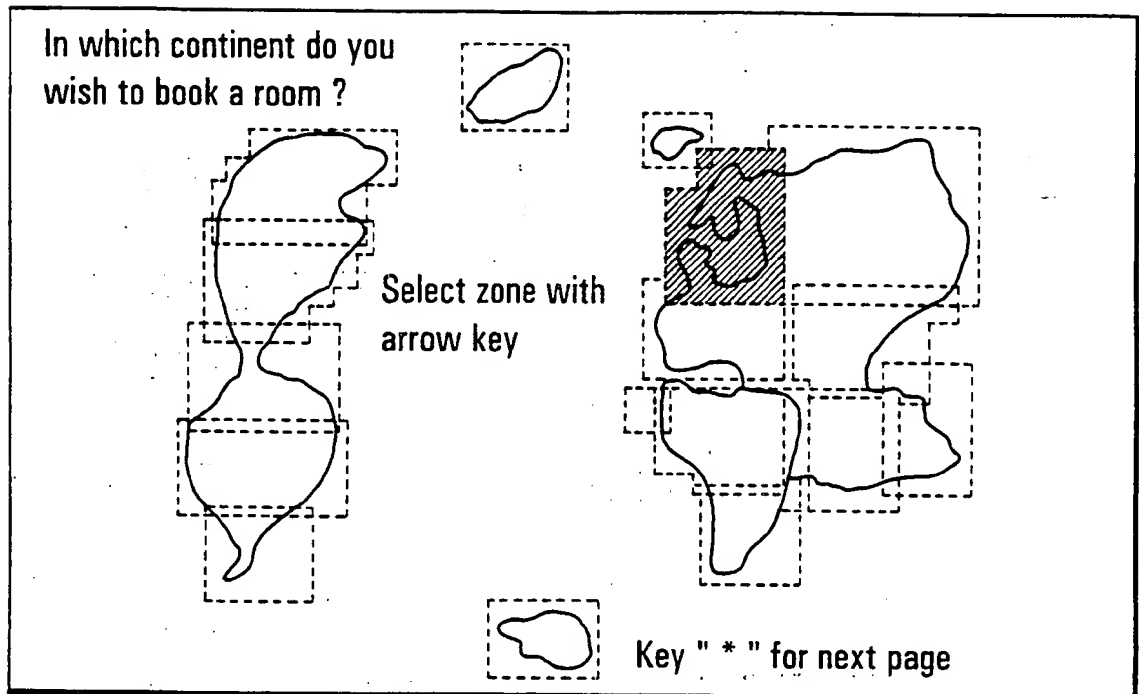 In which continent do you
wish to book a room ?
Select zone with
arrow key
Key " * " for next page